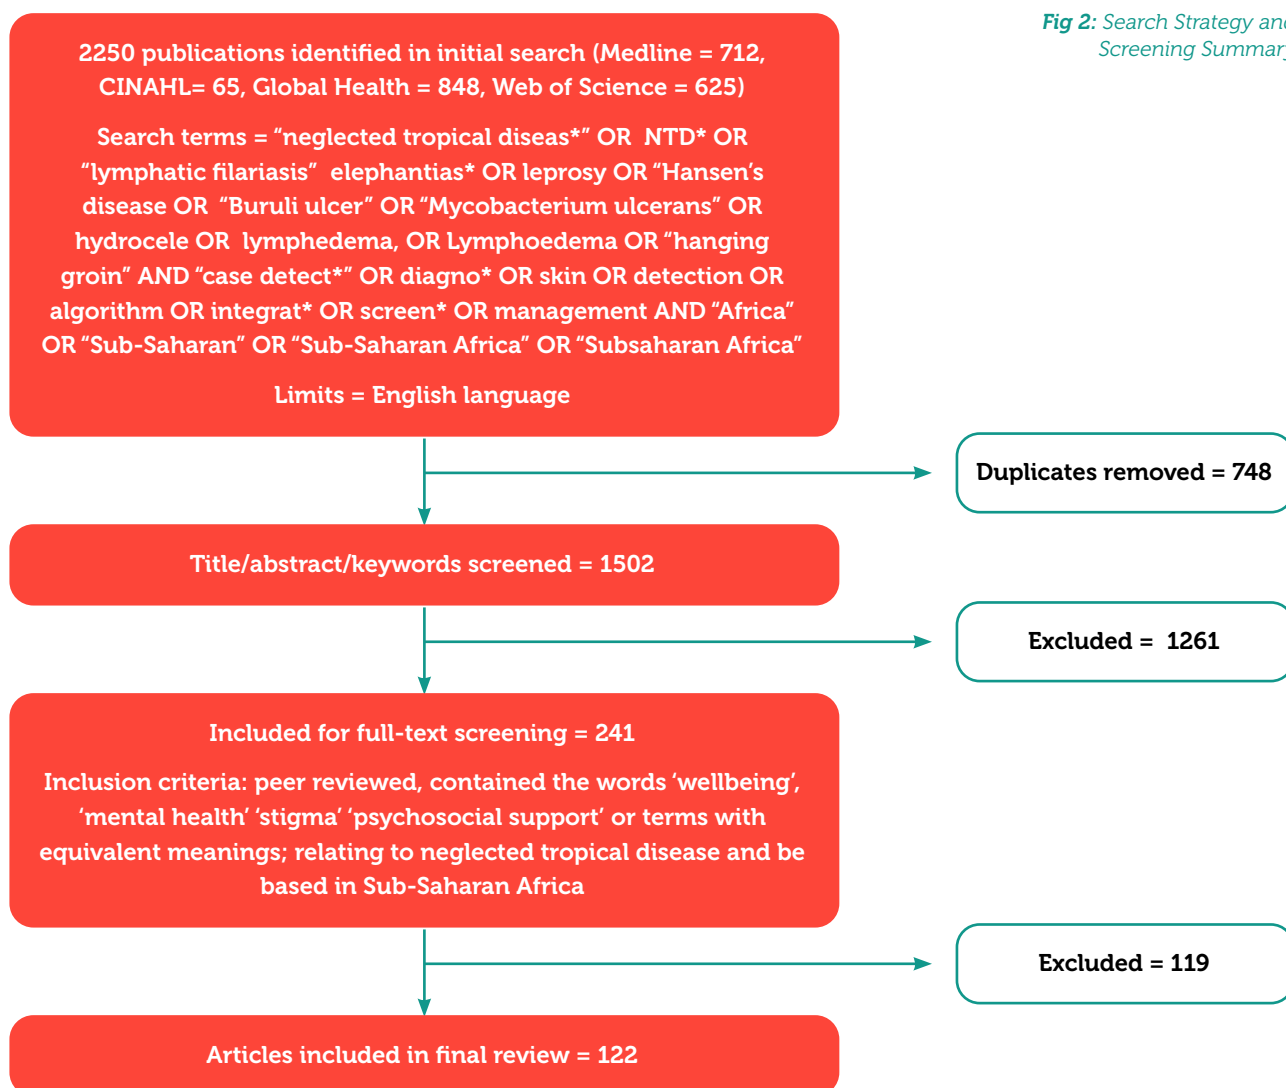 Fig 2: Search Strategy and
Screening Summary
2250 publications identified in initial search (Medline = 712,
CINAHL= 65, Global Health = 848, Web of Science = 625)
Search terms = “neglected tropical diseas*” OR NTD* OR
“lymphatic filariasis” elephantias* OR leprosy OR “Hansen’s
disease OR “Buruli ulcer” OR “Mycobacterium ulcerans” OR
hydrocele OR lymphedema, OR Lymphoedema OR “hanging
groin” AND “case detect*” OR diagno* OR skin OR detection OR
algorithm OR integrat* OR screen* OR management AND “Africa”
OR “Sub-Saharan” OR “Sub-Saharan Africa” OR “Subsaharan Africa”
Limits = English language
Duplicates removed = 748
Title/abstract/keywords screened = 1502
Excluded = 1261
Included for full-text screening = 241
Inclusion criteria: peer reviewed, contained the words ‘wellbeing’,
‘mental health’ ‘stigma’ ‘psychosocial support’ or terms with
equivalent meanings; relating to neglected tropical disease and be
based in Sub-Saharan Africa
Excluded = 119
Articles included in final review = 122